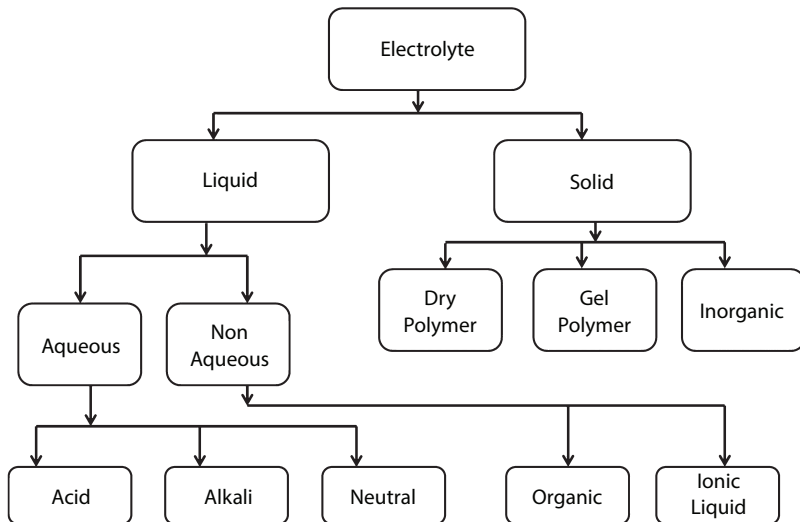 Electrolyte
Liquid
Solid
Dry
Polymer
Gel
Polymer
Inorganic
Aqueous
Non
Aqueous
Acid
Alkali
Neutral
Organic
Ionic
Liquid